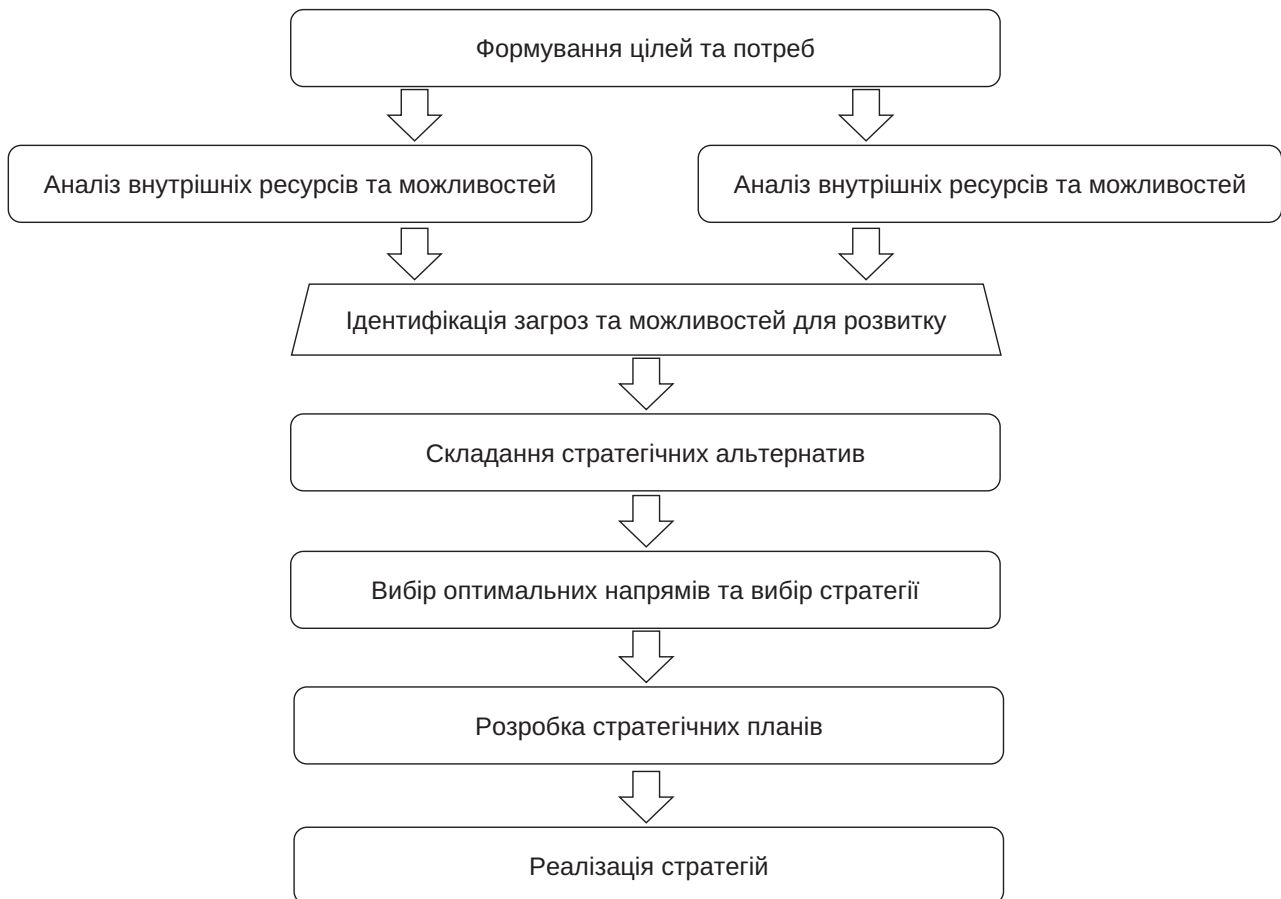 Формування цілей та потреб
Аналіз внутрішніх ресурсів та можливостей
Аналіз внутрішніх ресурсів та можливостей
Ідентифікація загроз та можливостей для розвитку
Складання стратегічних альтернатив
Вибір оптимальних напрямів та вибір стратегії
Розробка стратегічних планів
Реалізація стратегій